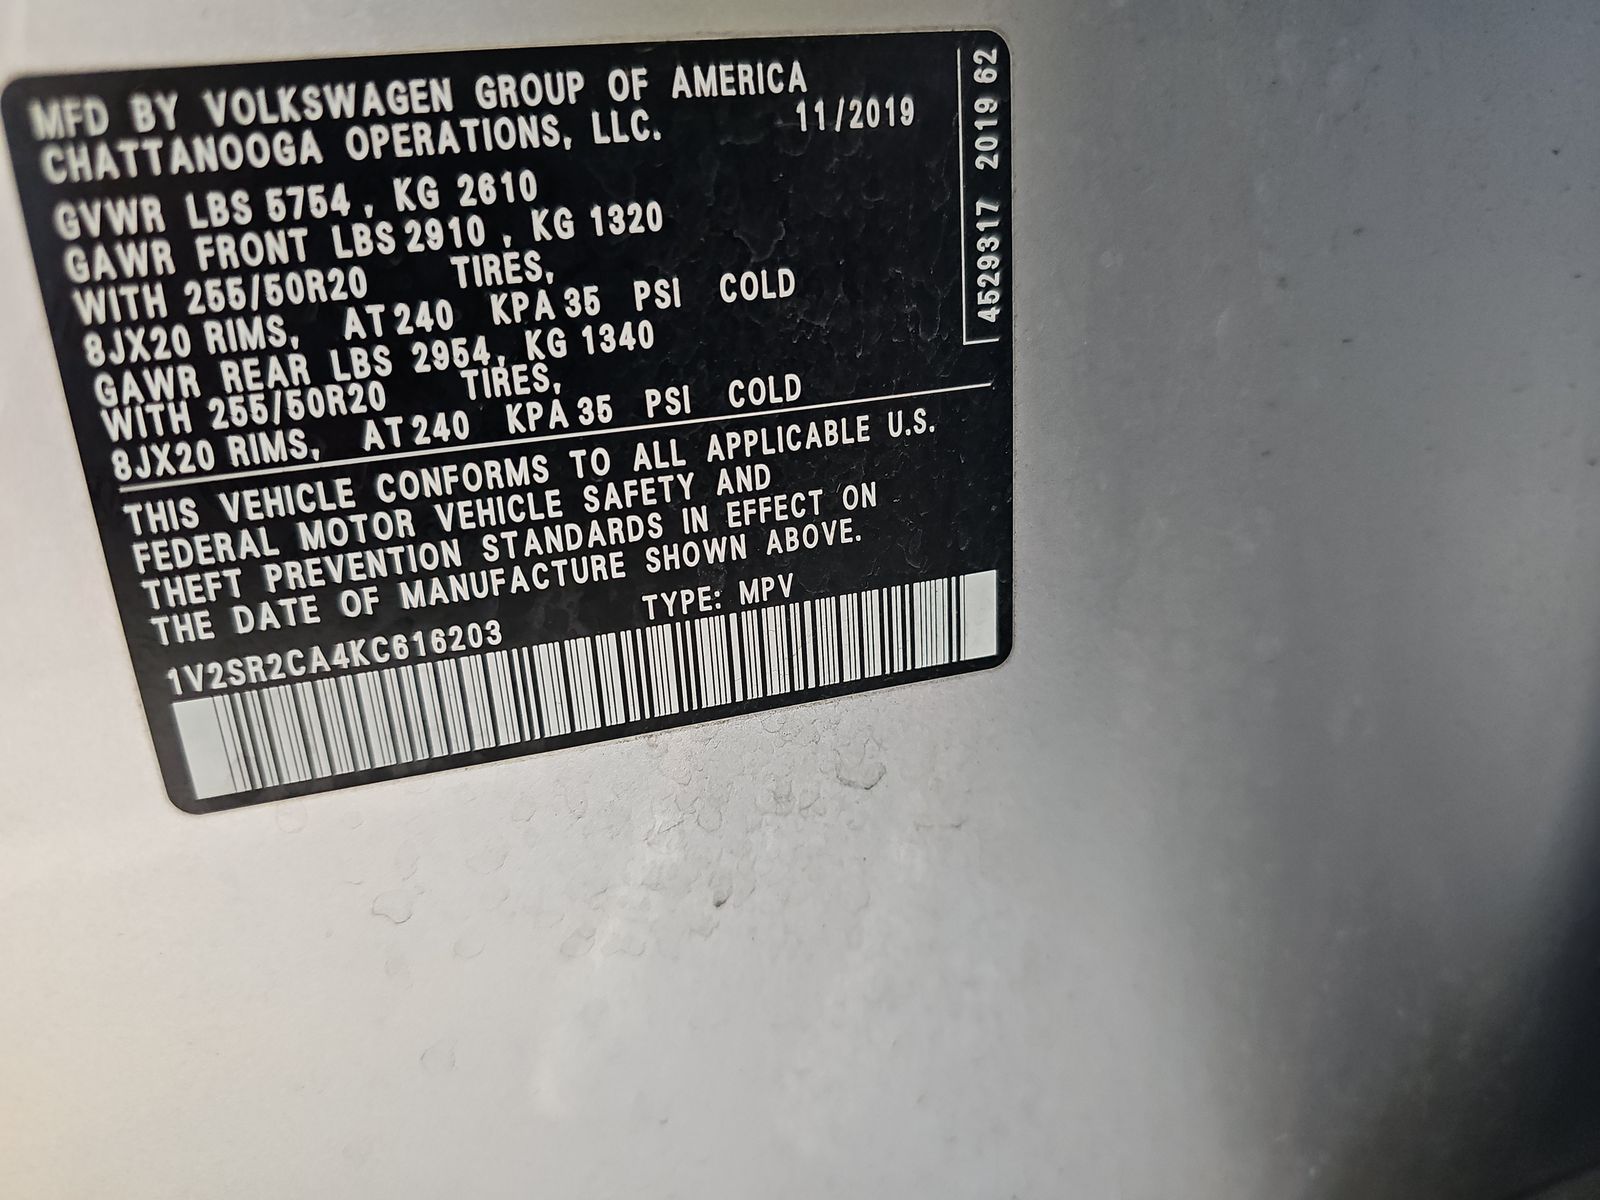 MFD BY VOLKSWAGEN GROUP OF AMERICA
CHATTANOOGA OPERATIONS, LLC. 11/2019
GVWR LBS 5754, KG 2610
GAWR FRONT LBS 2910, KG 1320
WITH 255/50R20 TIRES,
8JX20 RIMS, AT 240 KPA 35 PSI COLD
GAWR REAR LBS 2954, KG 1340
WITH 255/50R20 TIRES,
8JX20 RIMS, AT 240 KPA 35 PSI COLD
THIS VEHICLE CONFORMS TO ALL APPLICABLE U.S.
FEDERAL MOTOR VEHICLE SAFETY AND
THEFT PREVENTION STANDARDS IN EFFECT ON
THE DATE OF MANUFACTURE SHOWN ABOVE.
1V2SR2CA4KC616203 TYPE: MPV
4529317 2019 62